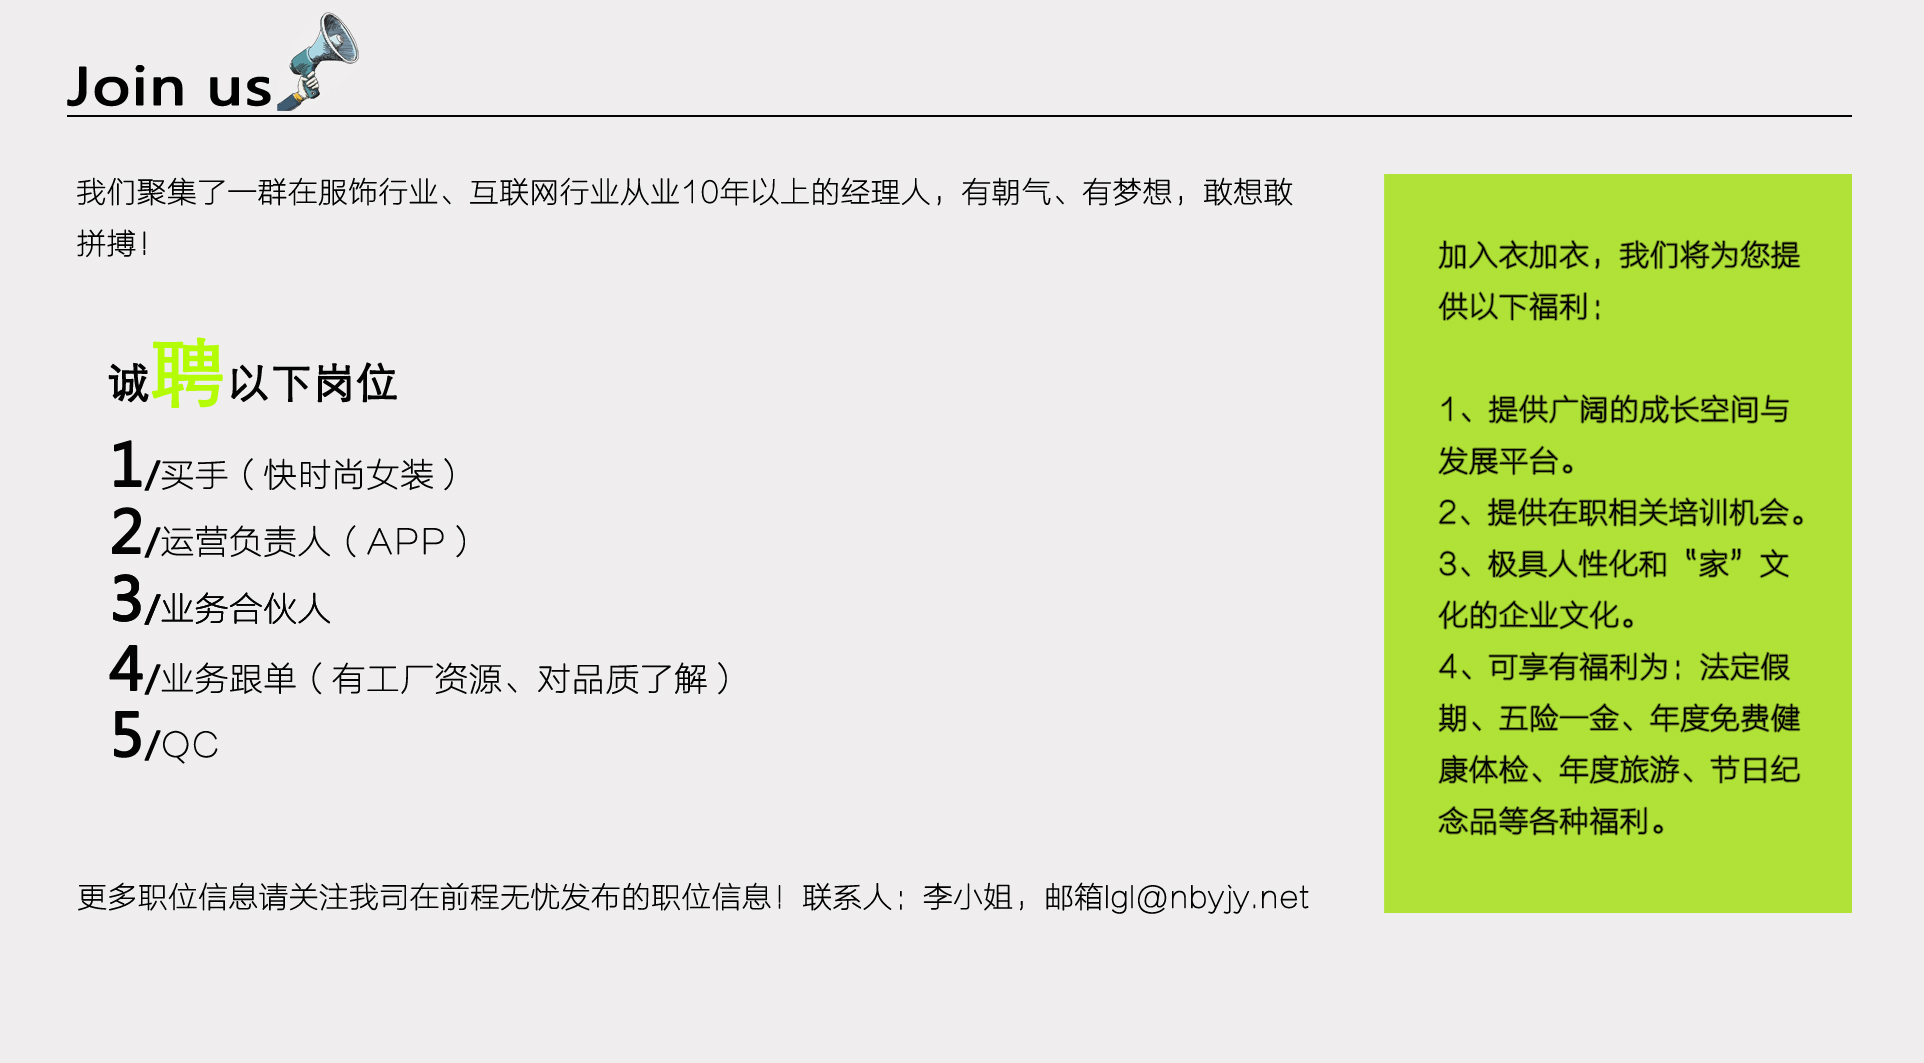 Join us
我们聚集了一群在服饰行业、互联网行业从业10年以上的经理人，有朝气、有梦想，敢想敢
拼搏！
诚聘以下岗位
1/买手（快时尚女装）
2/运营负责人（APP）
3/业务合伙人
4/业务跟单（有工厂资源、对品质了解）
5/QC
更多职位信息请关注我司在前程无忧发布的职位信息！联系人：李小姐，邮箱lgl@nbyjy.net
加入衣加衣，我们将为您提
供以下福利：
1、提供广阔的成长空间与
发展平台。
2、提供在职相关培训机会。
3、极具人性化和“家”文
化的企业文化。
4、可享有福利为：法定假
期、五险一金、年度免费健
康体检、年度旅游、节日纪
念品等各种福利。